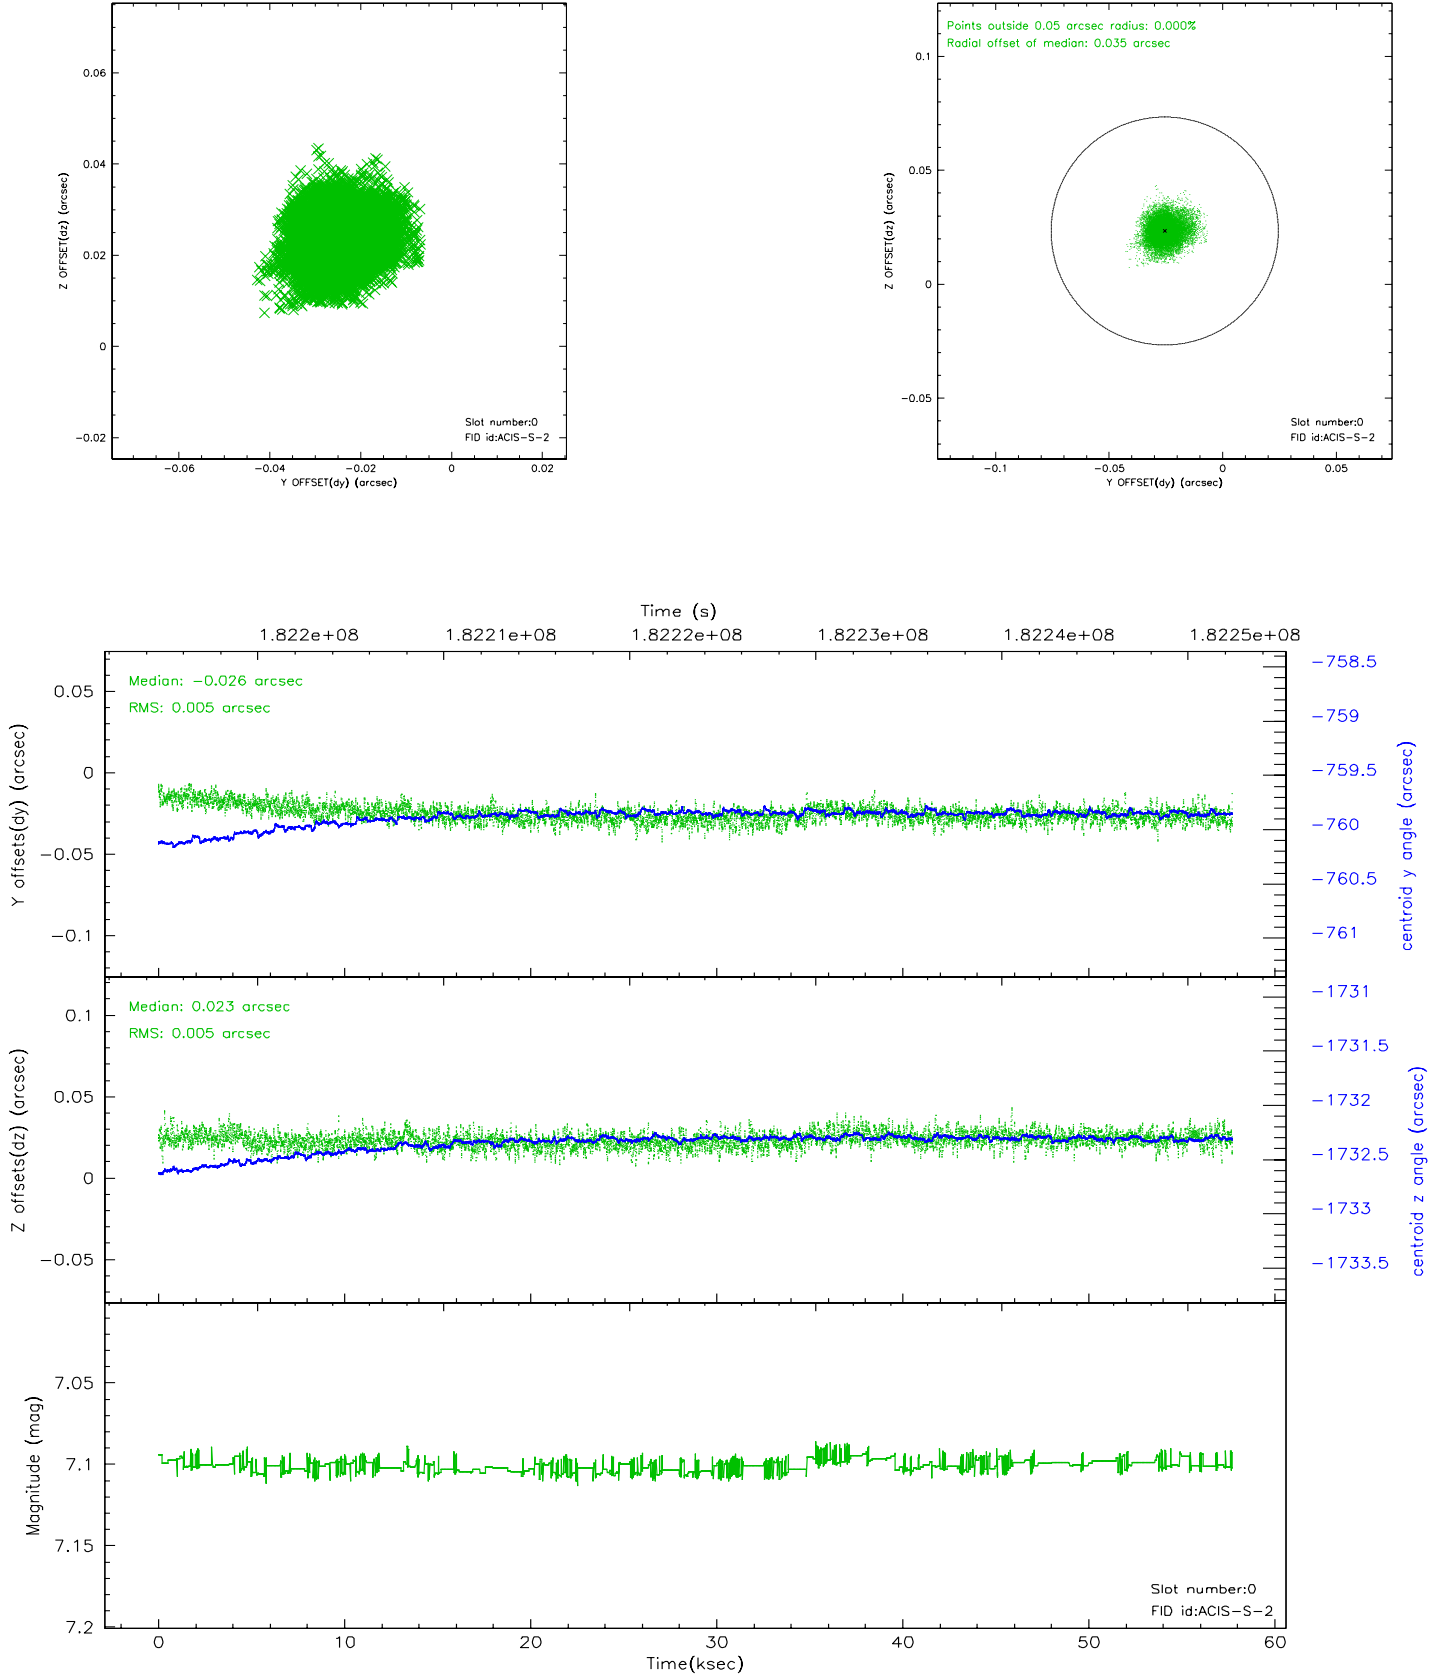 0.06
0.04
0.02
0
−0.02
Z OFFSET(dz) (arcsec)
Slot number:0
FID id:ACIS−S−2
−0.06 −0.04 −0.02 0 0.02
Y OFFSET(dy) (arcsec)
Points outside 0.05 arcsec radius: 0.000%
Radial offset of median: 0.035 arcsec
0.1
0.05
0
−0.05
Z OFFSET(dz) (arcsec)
Slot number:0
FID id:ACIS−S−2
−0.1 −0.05 0 0.05
Y OFFSET(dy) (arcsec)
Time (s)
1.822e+08 1.8221e+08 1.8222e+08 1.8223e+08 1.8224e+08 1.8225e+08
Median: −0.026 arcsec
RMS: 0.005 arcsec
0.05
0
−0.05
−0.1
Y offsets(dy) (arcsec)
−758.5
−759
−759.5
−760
−760.5
−761
centroid y angle (arcsec)
Median: 0.023 arcsec
RMS: 0.005 arcsec
0.1
0.05
0
−0.05
Z offsets(dz) (arcsec)
−1731
−1731.5
−1732
−1732.5
−1733
−1733.5
centroid z angle (arcsec)
7.05
7.1
7.15
7.2
Magnitude (mag)
Slot number:0
FID id:ACIS−S−2
0 10 20 30 40 50 60
Time(ksec)